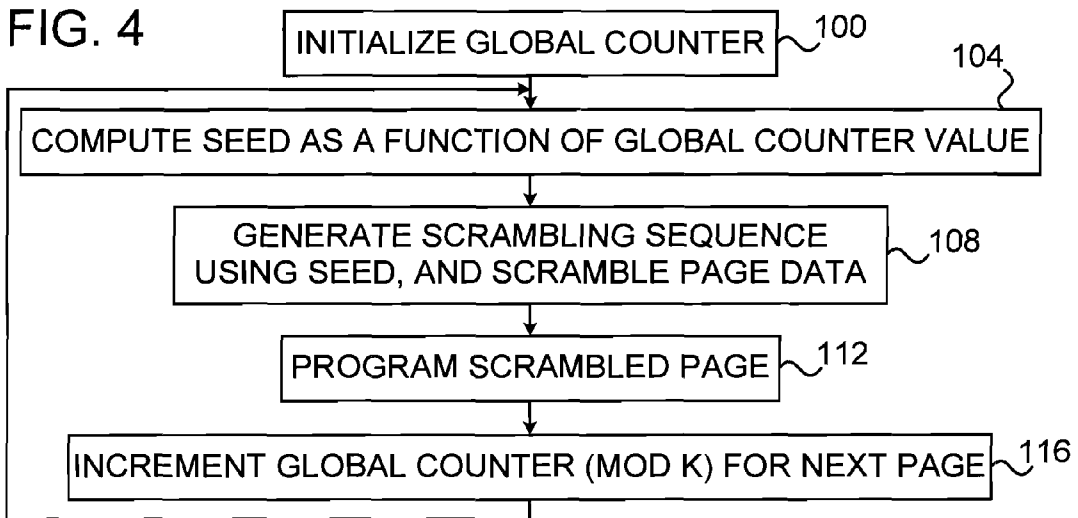 FIG. 4
INITIALIZE GLOBAL COUNTER
100
104
COMPUTE SEED AS A FUNCTION OF GLOBAL COUNTER VALUE
GENERATE SCRAMBLING SEQUENCE
USING SEED, AND SCRAMBLE PAGE DATA
108
PROGRAM SCRAMBLED PAGE
112
INCREMENT GLOBAL COUNTER (MOD K) FOR NEXT PAGE
116